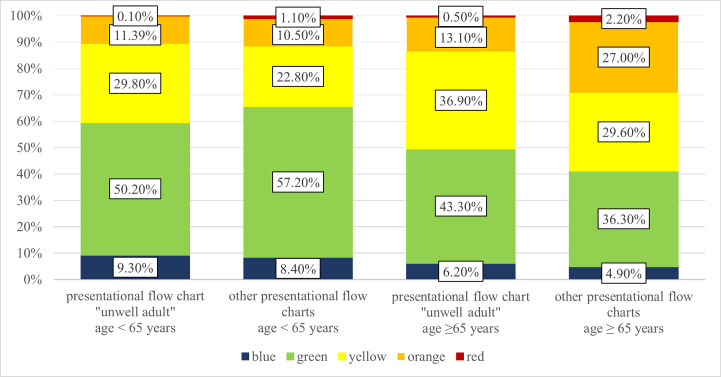 100%
90%
80%
70%
60%
50%
40%
30%
20%
10%
0%
0.10%
11.39%
29.80%
50.20%
9.30%
1.10%
10.50%
22.80%
57.20%
8.40%
0.50%
13.10%
36.90%
43.30%
6.20%
2.20%
27.00%
29.60%
36.30%
4.90%
presentational flow chart
"unwell adult"
age < 65 years
other presentational flow
charts
age < 65 years
presentational flow chart
"unwell adult"
age ≥65 years
other presentational flow
charts
age ≥ 65 years
blue green yellow orange red